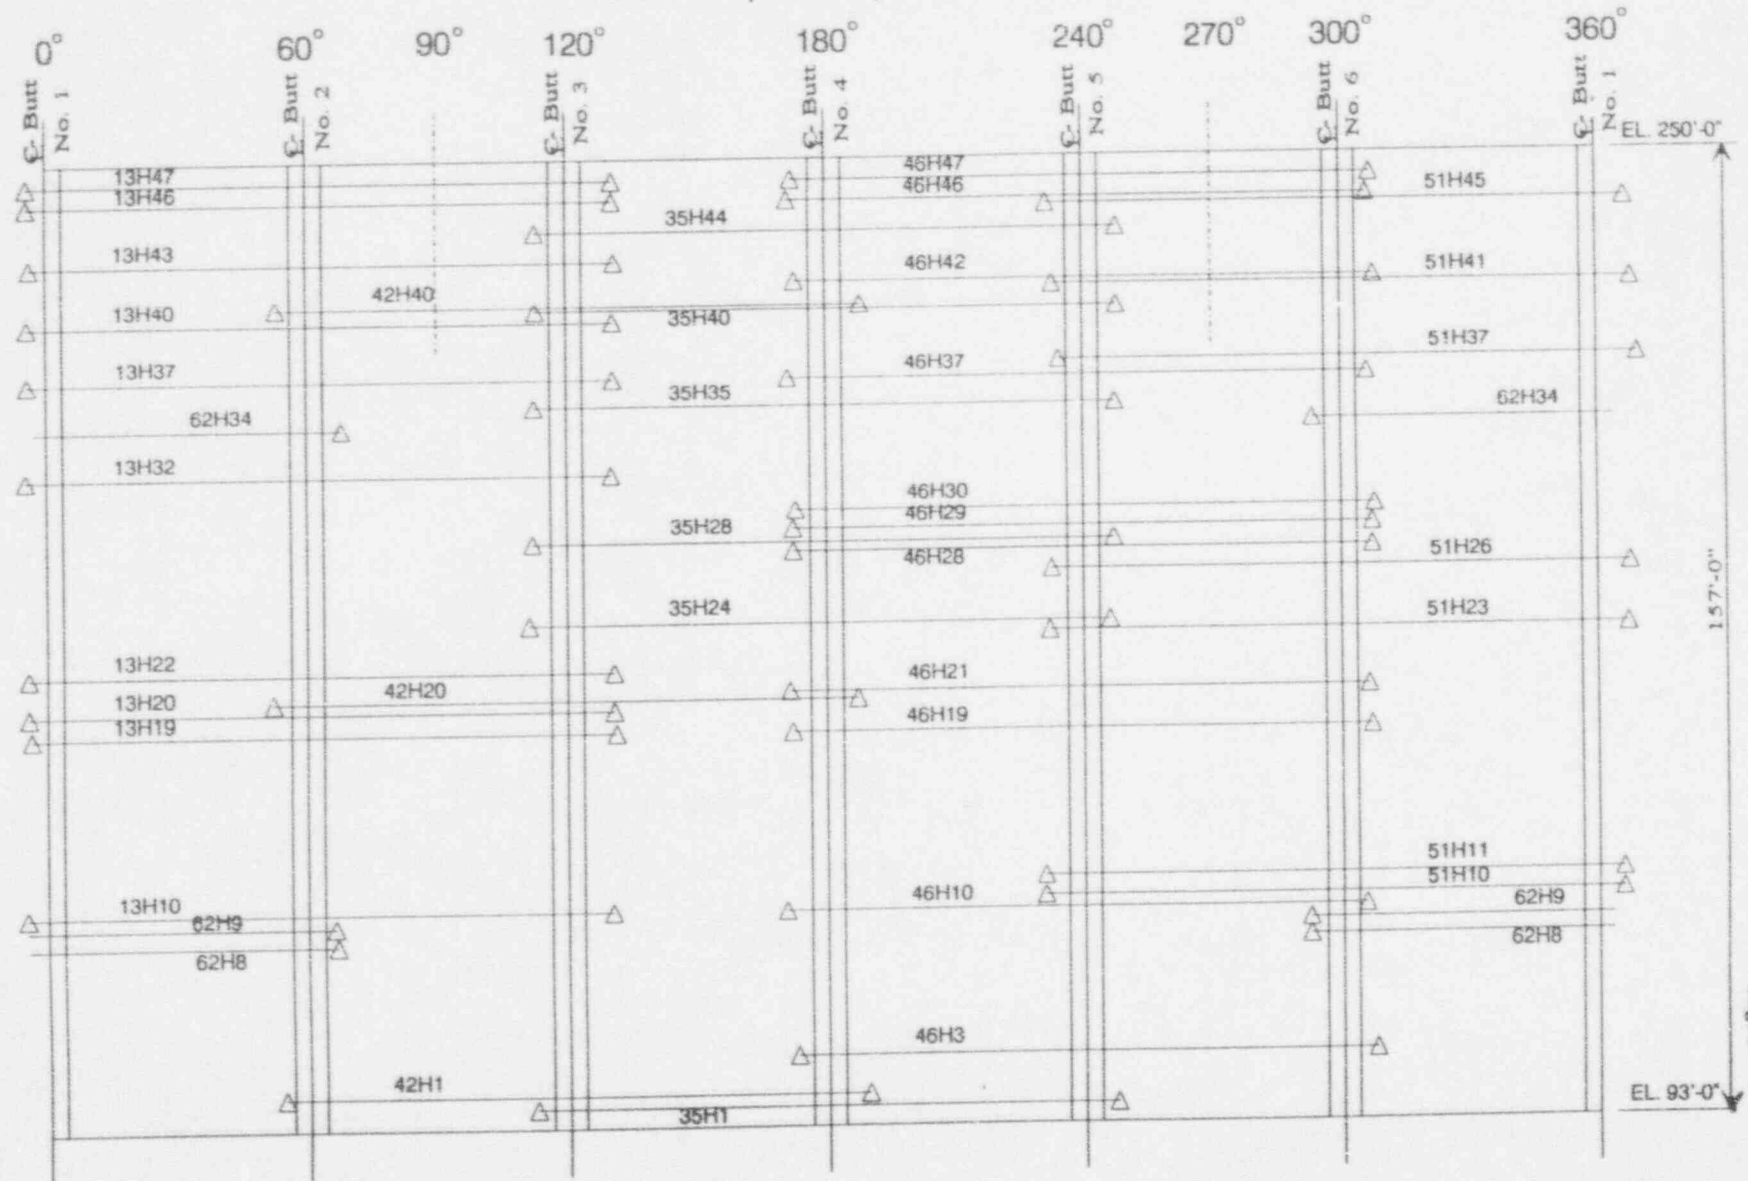 0° 60° 90° 120° 180° 240° 270° 300° 360°
℄ Butt No. 1
℄ Butt No. 2
℄ Butt No. 3
℄ Butt No. 4
℄ Butt No. 5
℄ Butt No. 6
℄ Butt No. 1
EL. 250'-0"
13H47
46H47
13H46
46H46
51H45
35H44
13H43
46H42
51H41
42H40
13H40
35H40
51H37
13H37
46H37
35H35
62H34
62H34
13H32
46H30
46H29
35H28
46H28
51H26
157'-0"
35H24
51H23
13H22
46H21
42H20
13H20
13H19
46H19
51H11
51H10
13H10
46H10
62H9
62H9
62H8
62H8
46H3
42H1
35H1
EL. 93'-0"